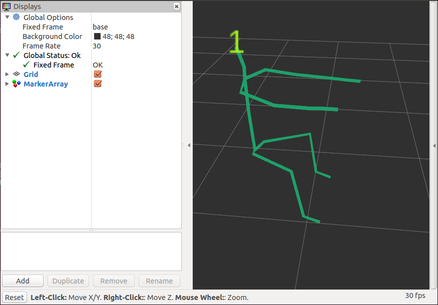 Displays
Global Options
Fixed Frame base
Background Color 48; 48; 48
Frame Rate 30
Global Status: Ok
Fixed Frame OK
Grid
MarkerArray
1
Add Duplicate Remove Rename
Reset Left-Click: Move X/Y. Right-Click: Move Z. Mouse Wheel:: Zoom. 30 fps